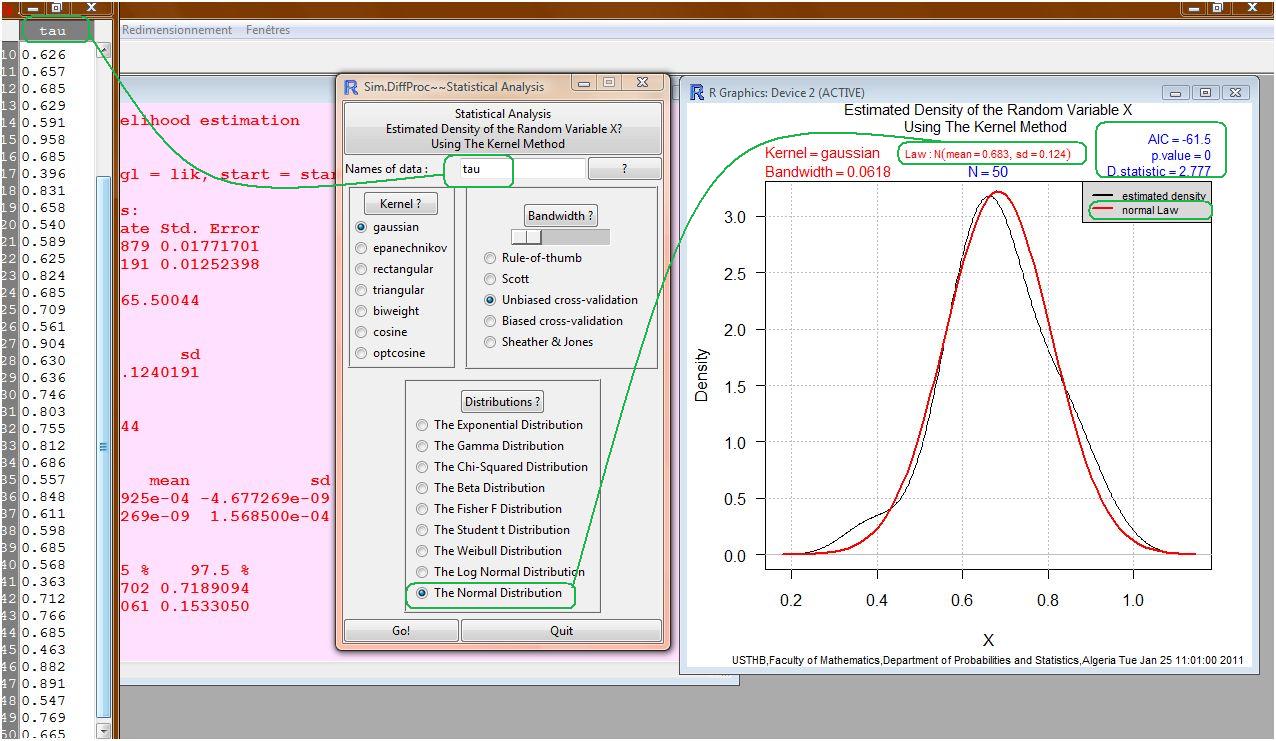 tau
10 0.626
11 0.657
12 0.685
13 0.629
14 0.591
15 0.958
16 0.685
17 0.396
18 0.831
19 0.658
20 0.540
21 0.589
22 0.625
23 0.824
24 0.685
25 0.709
26 0.561
27 0.904
28 0.630
29 0.636
30 0.746
31 0.803
32 0.755
33 0.812
34 0.686
35 0.557
36 0.848
37 0.611
38 0.598
39 0.685
40 0.568
41 0.363
42 0.712
43 0.766
44 0.685
45 0.463
46 0.882
47 0.891
48 0.547
49 0.769
50 0.665
Redimensionnement Fenêtres
elihood estimation
gl = lik, start = star
s:
ate Std. Error
879 0.01771701
191 0.01252398
65.50044
sd
.1240191
44
mean sd
925e-04 -4.677269e-09
269e-09 1.568500e-04
5 % 97.5 %
702 0.7189094
061 0.1533050
Sim.DiffProc~~Statistical Analysis
Statistical Analysis
Estimated Density of the Random Variable X?
Using The Kernel Method
Names of data : tau ?
Kernel ?
gaussian
epanechnikov
rectangular
triangular
biweight
cosine
optcosine
Bandwidth ?
Rule-of-thumb
Scott
Unbiased cross-validation
Biased cross-validation
Sheather & Jones
Distributions ?
The Exponential Distribution
The Gamma Distribution
The Chi-Squared Distribution
The Beta Distribution
The Fisher F Distribution
The Student t Distribution
The Weibull Distribution
The Log Normal Distribution
The Normal Distribution
Go! Quit
R Graphics: Device 2 (ACTIVE)
Estimated Density of the Random Variable X
Using The Kernel Method
Kernel = gaussian
Bandwidth = 0.0618
Law : N(mean = 0.683, sd = 0.124)
N = 50
AIC = -61.5
p.value = 0
D.statistic = 2.777
estimated density
normal Law
Density
3.0
2.5
2.0
1.5
1.0
0.5
0.0
0.2 0.4 0.6 0.8 1.0
X
USTHB,Faculty of Mathematics,Department of Probabilities and Statistics,Algeria Tue Jan 25 11:01:00 2011